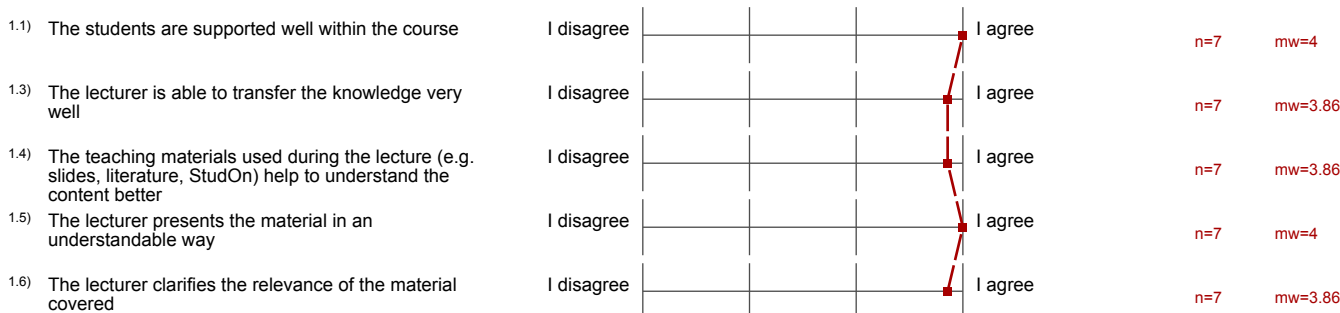 1.1) The students are supported well within the course I disagree I agree n=7 mw=4
1.3) The lecturer is able to transfer the knowledge very I disagree I agree n=7 mw=3.86
well
1.4) The teaching materials used during the lecture (e.g. I disagree I agree n=7 mw=3.86
slides, literature, StudOn) help to understand the
content better
1.5) The lecturer presents the material in an I disagree I agree n=7 mw=4
understandable way
1.6) The lecturer clarifies the relevance of the material I disagree I agree n=7 mw=3.86
covered